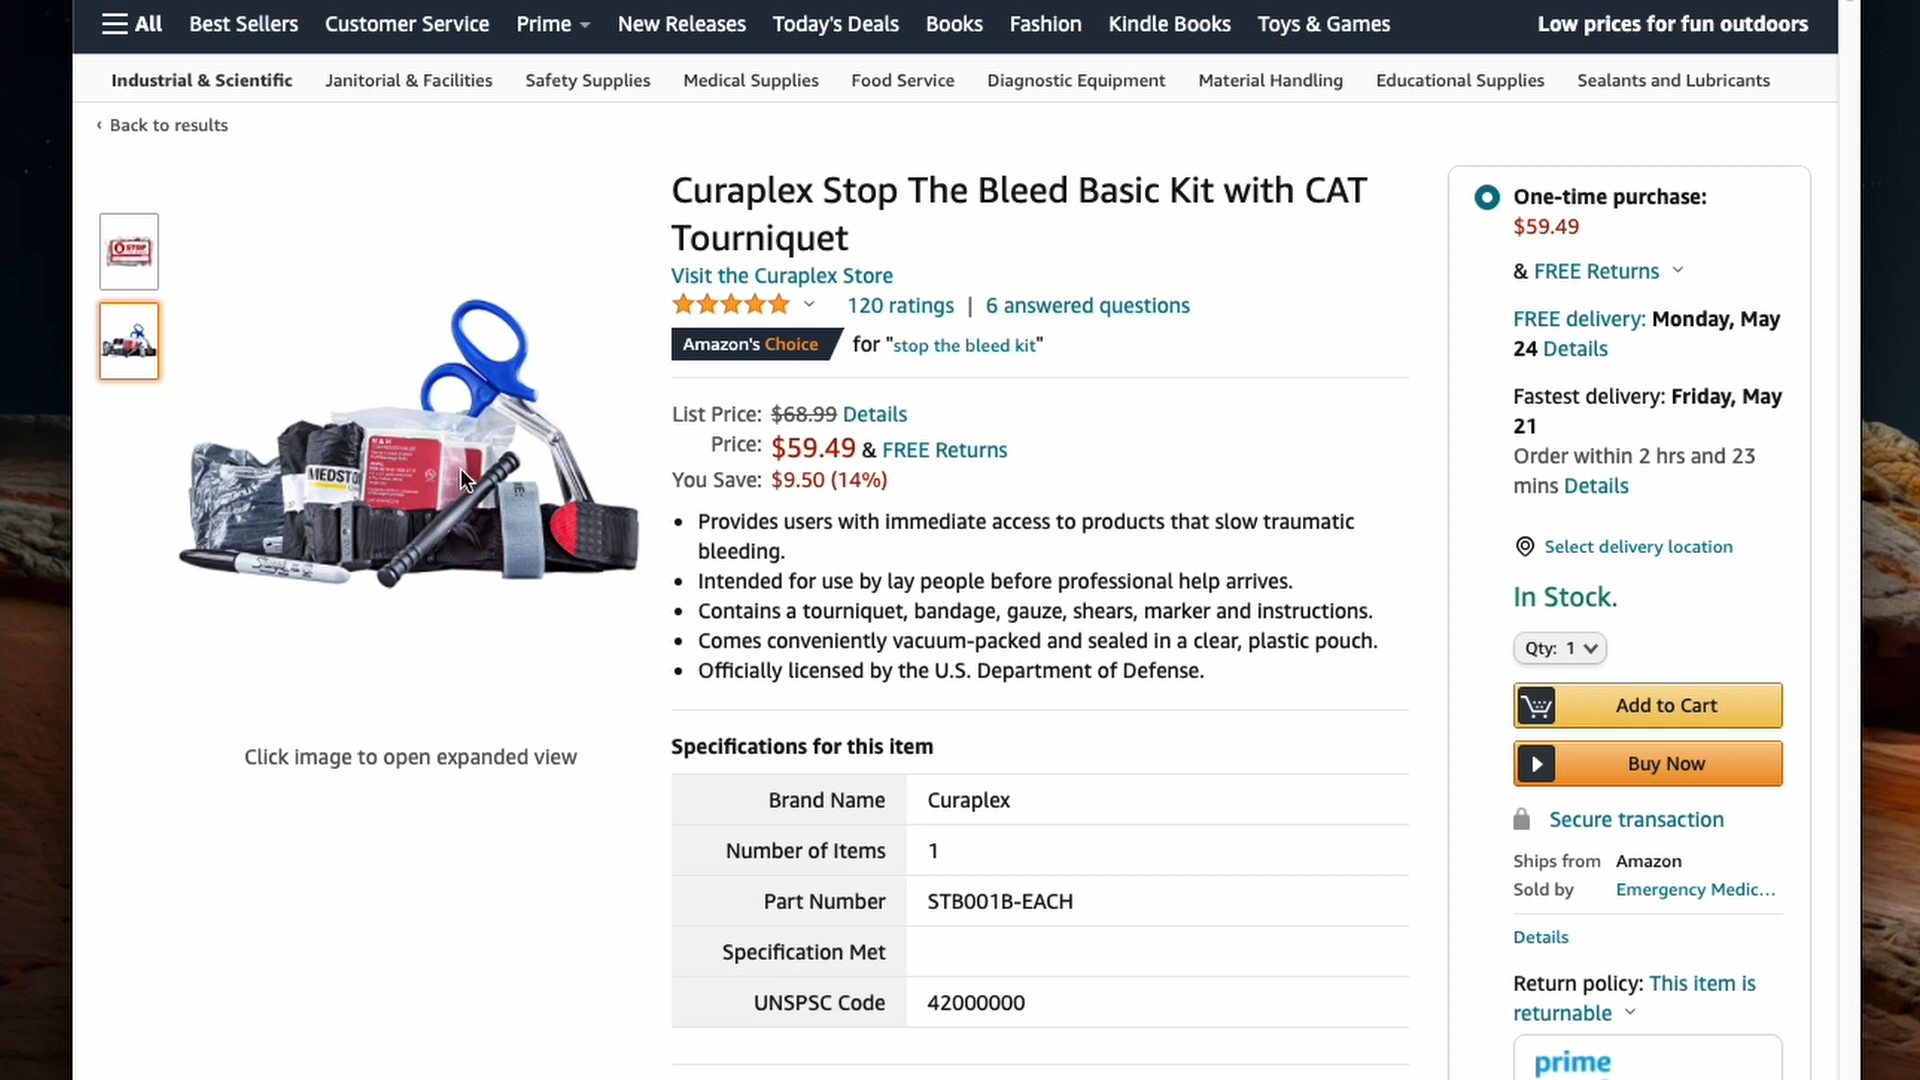 All Best Sellers Customer Service Prime New Releases Today's Deals Books Fashion Kindle Books Toys & Games Low prices for fun outdoors
Industrial & Scientific Janitorial & Facilities Safety Supplies Medical Supplies Food Service Diagnostic Equipment Material Handling Educational Supplies Sealants and Lubricants
‹ Back to results
Curaplex Stop The Bleed Basic Kit with CAT
Tourniquet
Visit the Curaplex Store
120 ratings | 6 answered questions
Amazon's Choice for "stop the bleed kit"
List Price: $68.99 Details
Price: $59.49 & FREE Returns
You Save: $9.50 (14%)
• Provides users with immediate access to products that slow traumatic
bleeding.
• Intended for use by lay people before professional help arrives.
• Contains a tourniquet, bandage, gauze, shears, marker and instructions.
• Comes conveniently vacuum-packed and sealed in a clear, plastic pouch.
• Officially licensed by the U.S. Department of Defense.
Specifications for this item
Brand Name Curaplex
Number of Items 1
Part Number STB001B-EACH
Specification Met
UNSPSC Code 42000000
STOP
MEDSTO
Sharpie
Click image to open expanded view
One-time purchase:
$59.49
& FREE Returns
FREE delivery: Monday, May
24 Details
Fastest delivery: Friday, May
21
Order within 2 hrs and 23
mins Details
Select delivery location
In Stock.
Qty: 1
Add to Cart
Buy Now
Secure transaction
Ships from Amazon
Sold by Emergency Medic...
Details
Return policy: This item is
returnable
prime